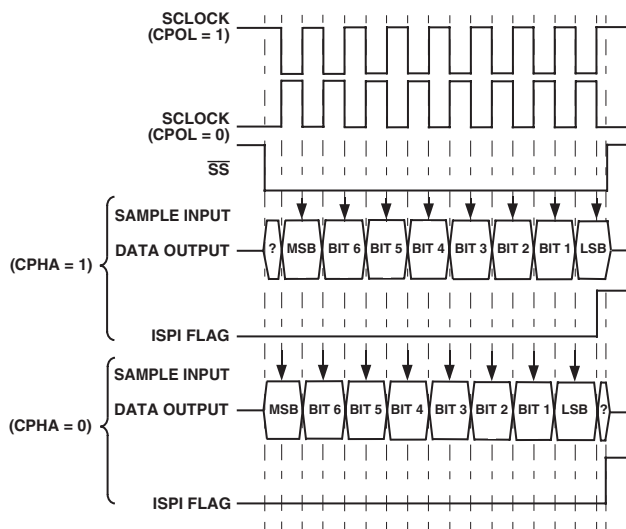 SCLOCK
(CPOL = 1)
SCLOCK
(CPOL = 0)
SS
SAMPLE INPUT
(CPHA = 1)
DATA OUTPUT
? MSB BIT 6 BIT 5 BIT 4 BIT 3 BIT 2 BIT 1 LSB
ISPI FLAG
SAMPLE INPUT
(CPHA = 0)
DATA OUTPUT
MSB BIT 6 BIT 5 BIT 4 BIT 3 BIT 2 BIT 1 LSB ?
ISPI FLAG